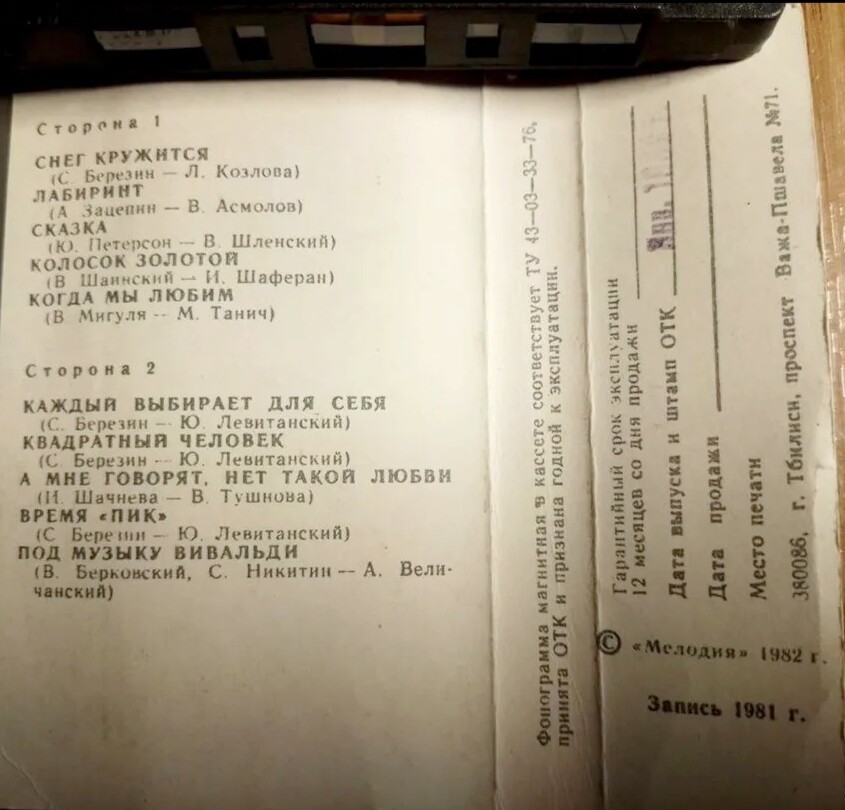 Сторона 1
СНЕГ КРУЖИТСЯ
(С. Березин — Л. Козлова)
ЛАБИРИНТ
(А Зацепин — В. Асмолов)
СКАЗКА
(Ю. Петерсон — В. Шленский)
КОЛОСОК ЗОЛОТОЙ
(В Шаинский — И. Шаферан)
КОГДА МЫ ЛЮБИМ
(В Мигуля — М. Танич)
Сторона 2
КАЖДЫЙ ВЫБИРАЕТ ДЛЯ СЕБЯ
(С. Березин — Ю. Левитанский)
КВАДРАТНЫЙ ЧЕЛОВЕК
(С Березин — Ю. Левитанский)
А МНЕ ГОВОРЯТ, НЕТ ТАКОЙ ЛЮБВИ
(И. Шачнева — В. Тушнова)
ВРЕМЯ «ПИК»
(С Березин — Ю. Левитанский)
ПОД МУЗЫКУ ВИВАЛЬДИ
(В. Берковский, С. Никитин — А. Вели-
чанский)
Фонограмма магнитная в кассете соответствует ТУ 43—03—33—76,
принята ОТК и признана годной к эксплуатации.
Гарантийный срок эксплуатации
12 месяцев со дня продажи
Дата выпуска и штамп ОТК
Дата продажи
Место печати
380086, г. Тбилиси, проспект Важа-Пшавела №71.
© «Мелодия» 1982 г.
Запись 1981 г.